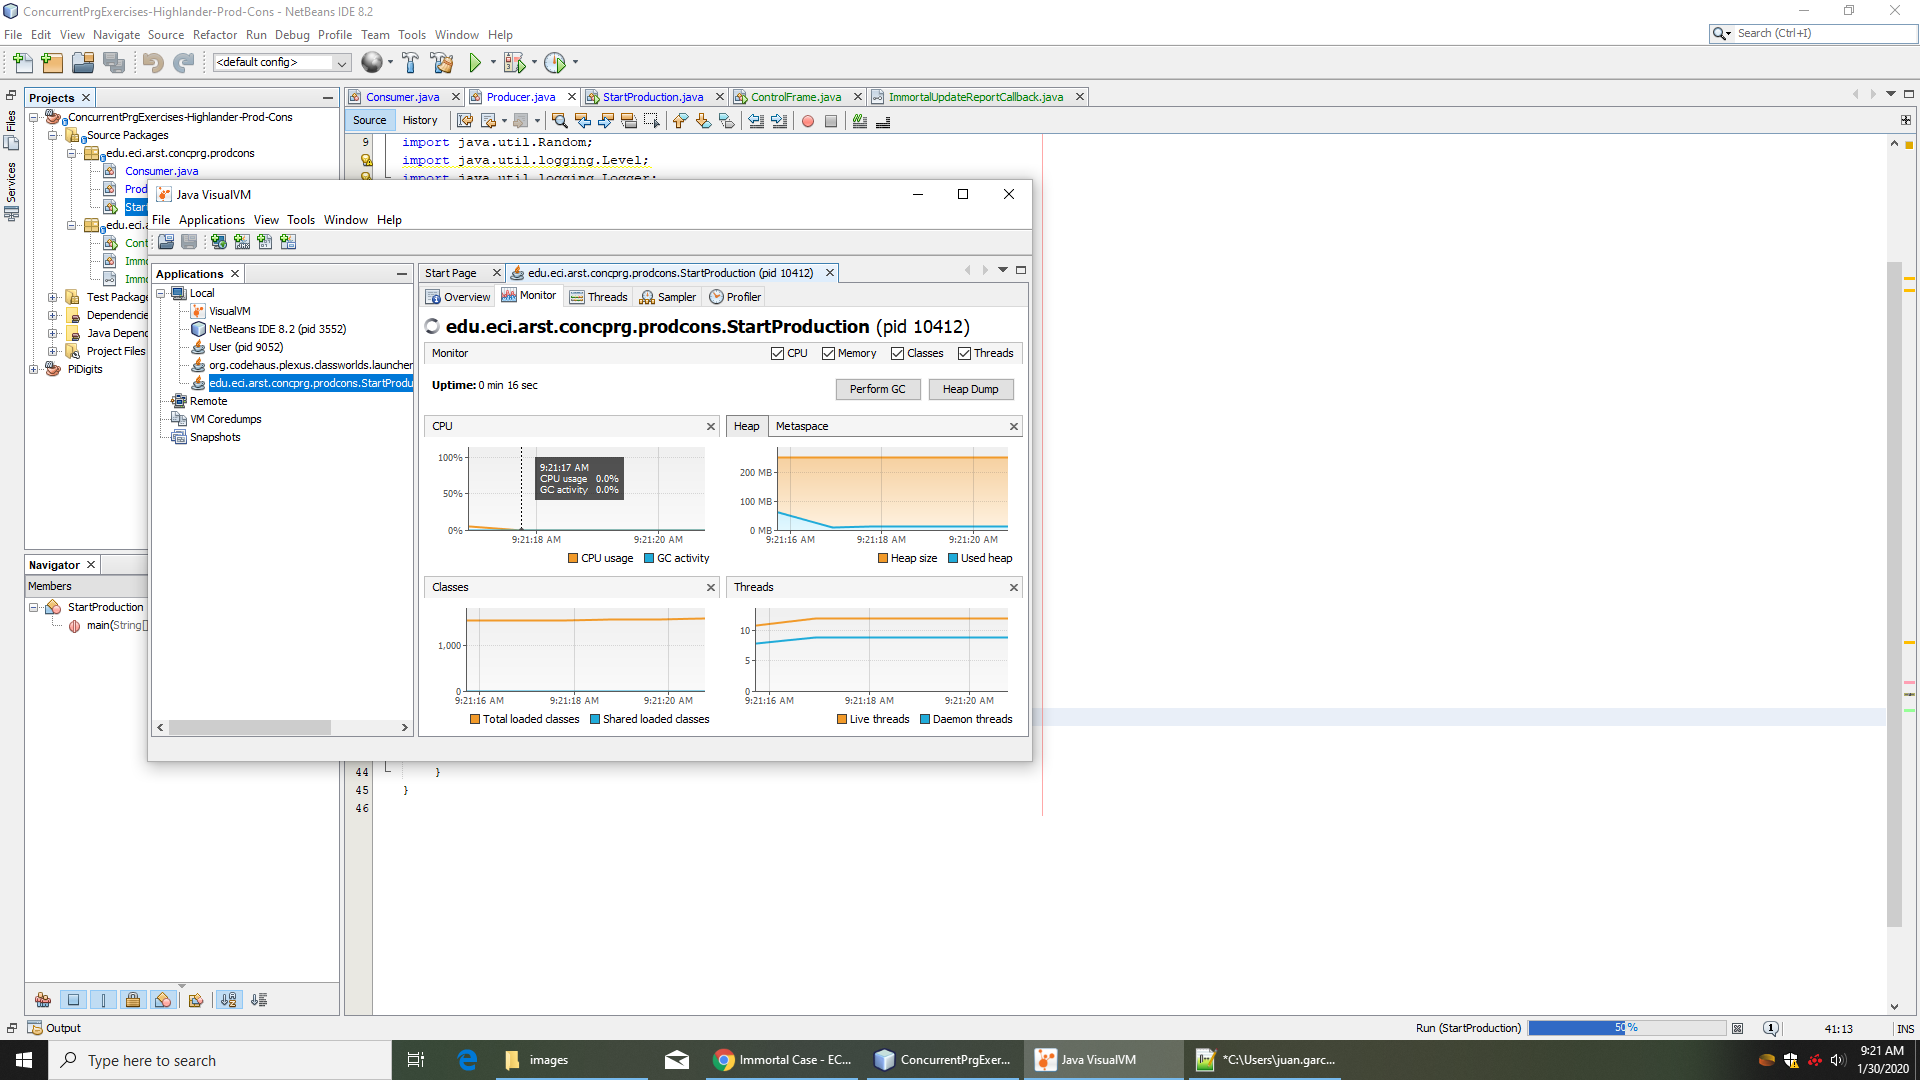 ConcurrentPrgExercises-Highlander-Prod-Cons - NetBeans IDE 8.2
File Edit View Navigate Source Refactor Run Debug Profile Team Tools Window Help
Search (Ctrl+I)
<default config>
Projects
Consumer.java
Producer.java
StartProduction.java
ControlFrame.java
ImmortalUpdateReportCallback.java
Files
Services
ConcurrentPrgExercises-Highlander-Prod-Cons
Source Packages
edu.eci.arst.concprg.prodcons
Consumer.java
Prod
Star
edu.eci.a
Cont
Imm
Imm
Test Package
Dependencie
Java Depend
Project Files
PiDigits
Source
History
9 import java.util.Random;
import java.util.logging.Level;
import java.util.logging.Logger;
Java VisualVM
File Applications View Tools Window Help
Applications
Local
VisualVM
NetBeans IDE 8.2 (pid 3552)
User (pid 9052)
org.codehaus.plexus.classworlds.launcher
edu.eci.arst.concprg.prodcons.StartProdu
Remote
VM Coredumps
Snapshots
Start Page
edu.eci.arst.concprg.prodcons.StartProduction (pid 10412)
Overview
Monitor
Threads
Sampler
Profiler
edu.eci.arst.concprg.prodcons.StartProduction (pid 10412)
Monitor
CPU Memory Classes Threads
Uptime: 0 min 16 sec
Perform GC
Heap Dump
CPU
100%
50%
0%
9:21:17 AM
CPU usage 0.0%
GC activity 0.0%
9:21:18 AM 9:21:20 AM
CPU usage GC activity
Heap
Metaspace
200 MB
100 MB
0 MB
9:21:16 AM 9:21:18 AM 9:21:20 AM
Heap size Used heap
Classes
1,000
0
9:21:16 AM 9:21:18 AM 9:21:20 AM
Total loaded classes Shared loaded classes
Threads
10
5
0
9:21:16 AM 9:21:18 AM 9:21:20 AM
Live threads Daemon threads
Navigator
Members
StartProduction
main(String[]
44 }
45 }
46
Output
Run (StartProduction)
50%
1
41:13
INS
Type here to search
images
Immortal Case - EC...
ConcurrentPrgExer...
Java VisualVM
*C:\Users\juan.garc...
9:21 AM
1/30/2020